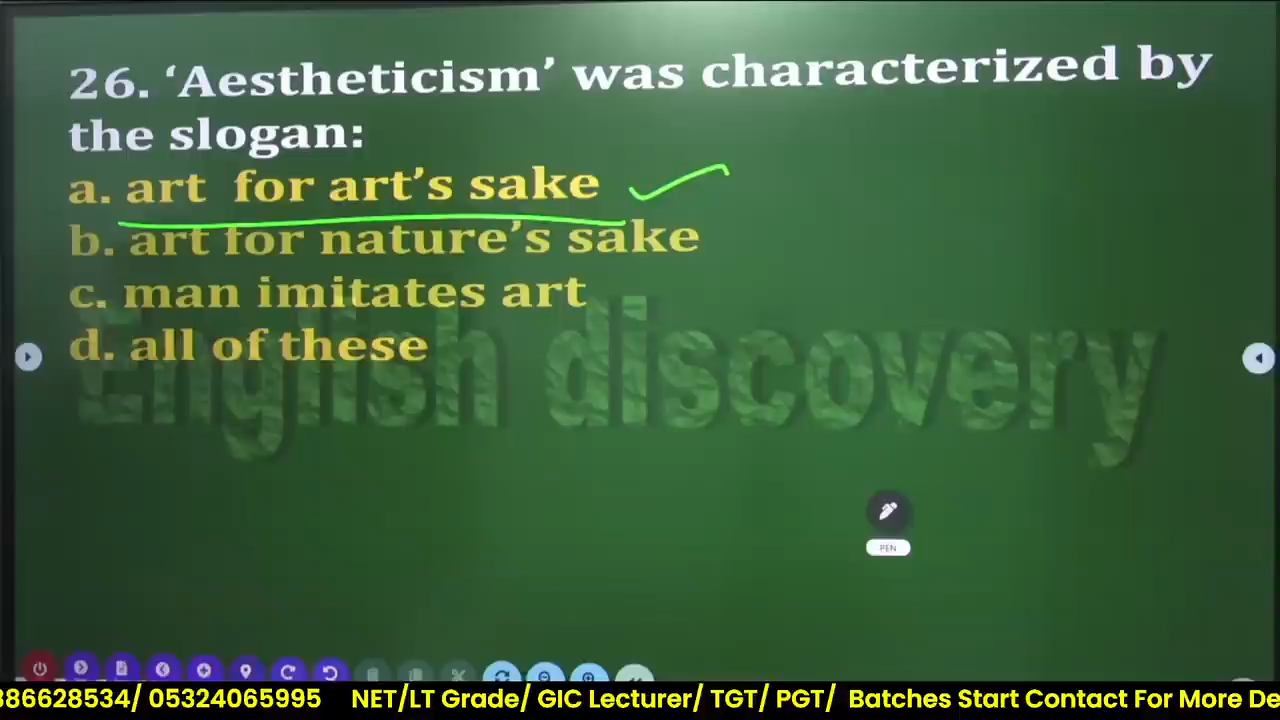 26. ‘Aestheticism’ was characterized by
the slogan:
a. art for art’s sake
b. art for nature’s sake
c. man imitates art
d. all of these
English discovery
PEN
386628534/ 05324065995 NET/LT Grade/ GIC Lecturer/ TGT/ PGT/ Batches Start Contact For More De